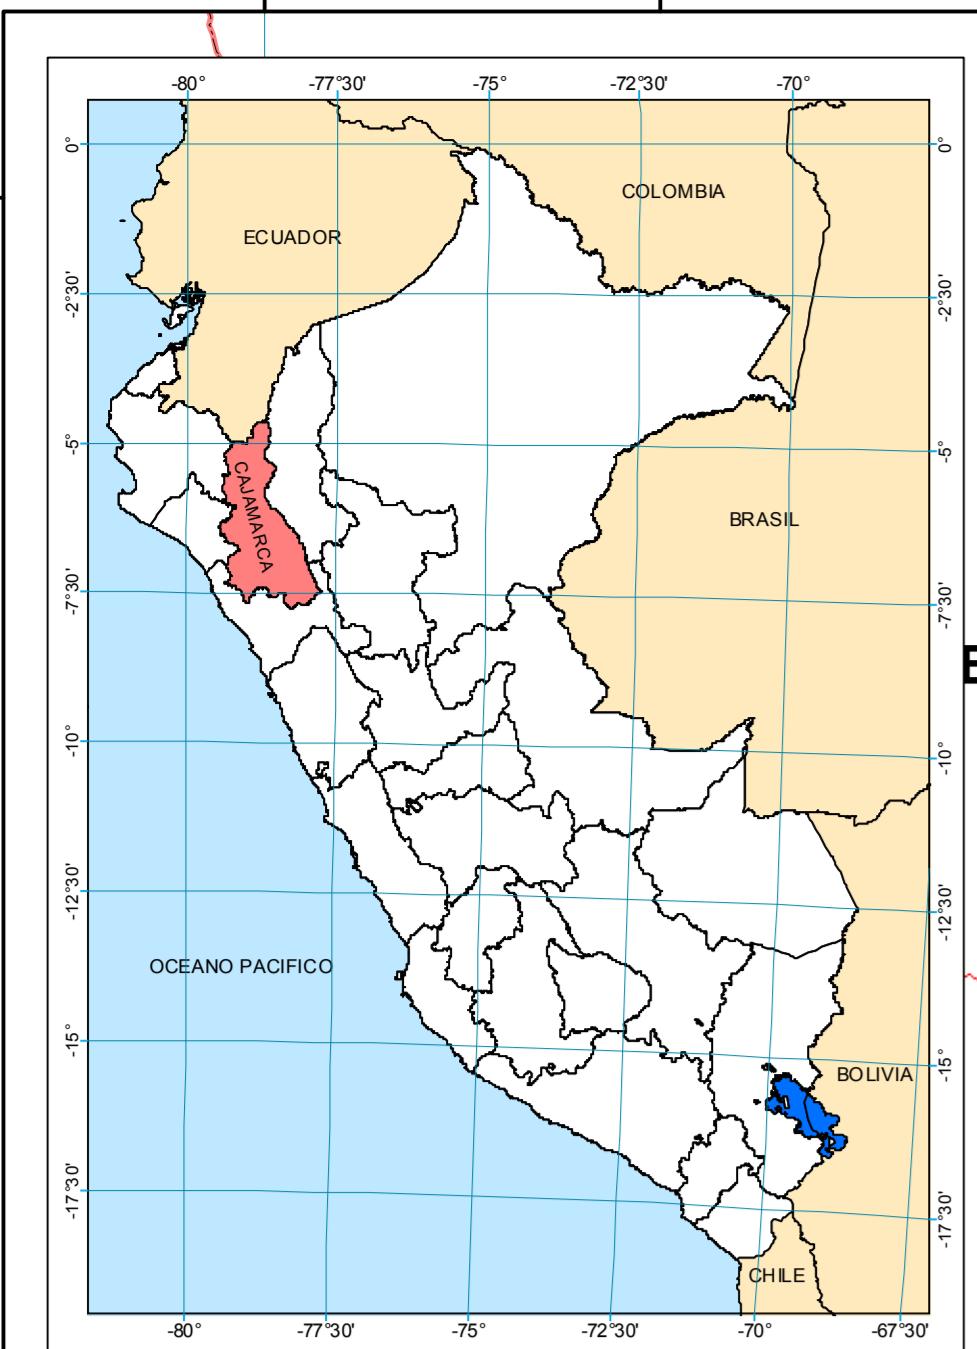 -80° -77°30' -75° -72°30' -70°
0° 0°
COLOMBIA
ECUADOR
-2°30' -2°30'
-5° -5°
CAJAMARCA
BRASIL
-7°30' -7°30'
-10° -10°
-12°30' -12°30'
OCEANO PACIFICO
-15° -15°
BOLIVIA
-17°30' -17°30'
CHILE
-80° -77°30' -75° -72°30' -70° -67°30'